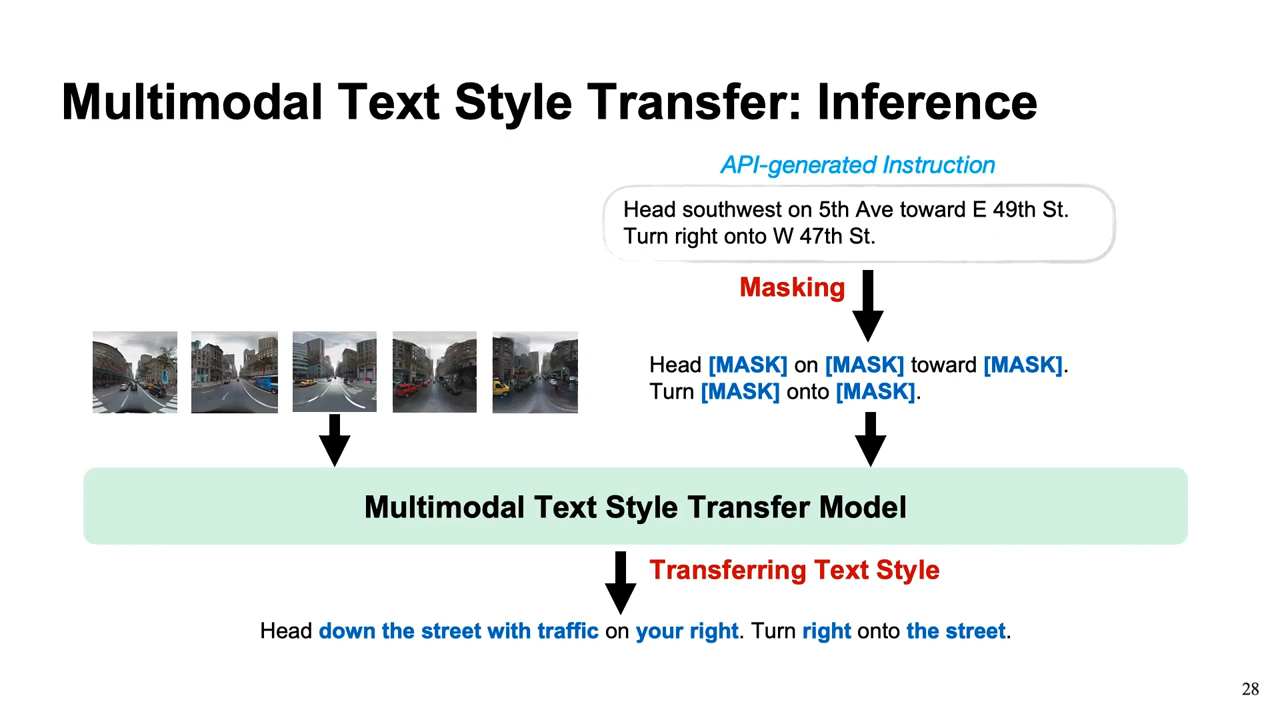 Multimodal Text Style Transfer: Inference
API-generated Instruction
Head southwest on 5th Ave toward E 49th St.
Turn right onto W 47th St.
Masking
Head [MASK] on [MASK] toward [MASK].
Turn [MASK] onto [MASK].
Multimodal Text Style Transfer Model
Transferring Text Style
Head down the street with traffic on your right. Turn right onto the street.
28